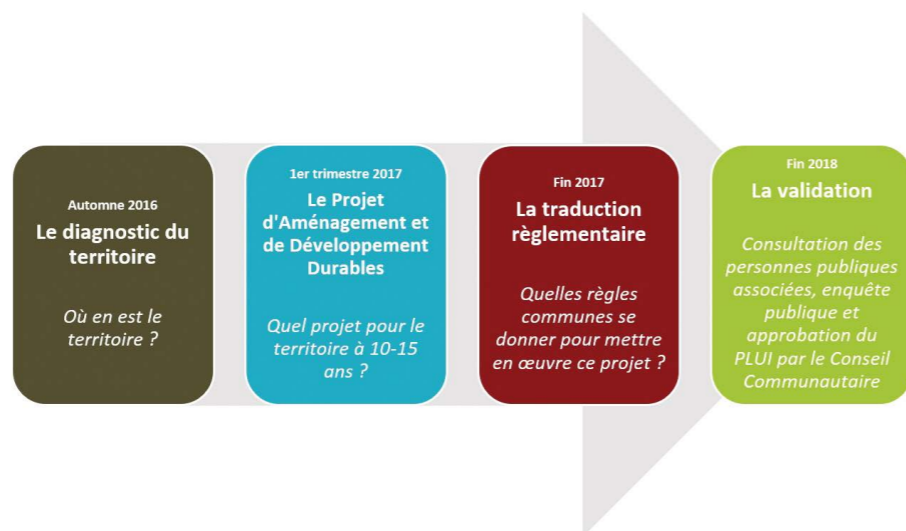 Automne 2016
Le diagnostic du
territoire
Où en est le
territoire ?
1er trimestre 2017
Le Projet
d'Aménagement et
de Développement
Durables
Quel projet pour le
territoire à 10-15
ans ?
Fin 2017
La traduction
règlementaire
Quelles règles
communes se
donner pour mettre
en œuvre ce projet ?
Fin 2018
La validation
Consultation des
personnes publiques
associées, enquête
publique et
approbation du
PLUI par le Conseil
Communautaire